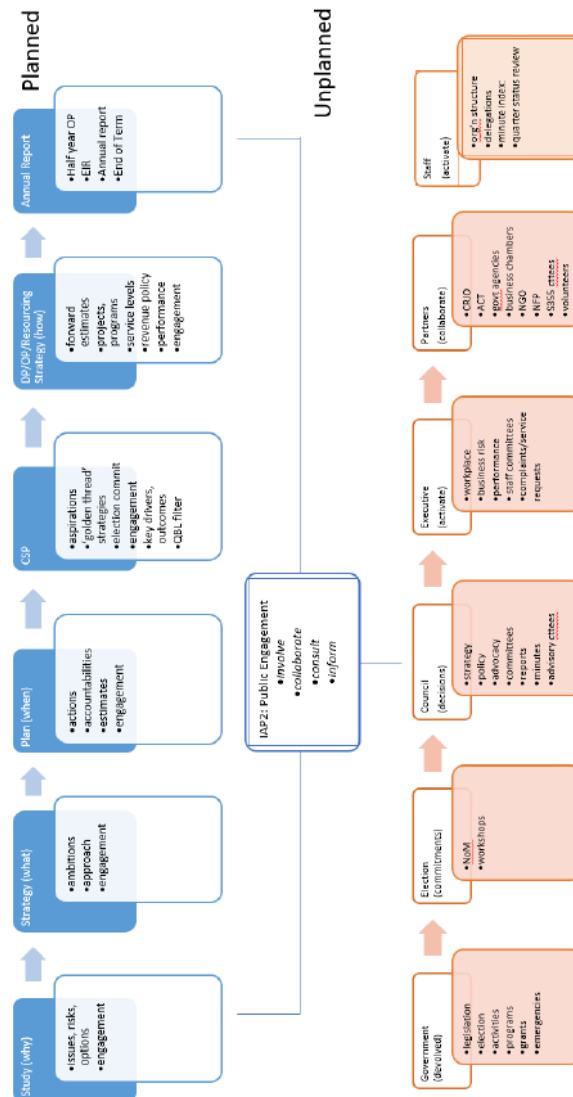 Planned
Study (why)
•issues, risks,
options
•engagement
Strategy (what)
•ambitions
•approach
•engagement
Plan (when)
•actions
•accountabilities
•estimates
•engagement
CSP
•aspirations
•'golden thread'
strategies
•election commit
•engagement
•key drivers,
outcomes
•QBL filter
DP/OP/Resourcing
Strategy (how)
•forward
estimates
•projects,
programs
•service levels
•revenue policy
•performance
•engagement
Annual Report
•Half year OP
•EIR
•Annual report
•End of Term
IAP2: Public Engagement
•involve
•collaborate
•consult
•inform
Unplanned
Government
(devolved)
•legislation
•election
•activities
•programs
•grants
•emergencies
Election
(commitments)
•NoM
•workshops
Council
(decisions)
•strategy
•policy
•advocacy
•committees
•reports
•minutes
•advisory cttees
Executive
(activate)
•workplace
•business risk
•performance
•staff committees
•complaints/service
requests
Partners
(collaborate)
•CRJO
•ACT
•govt agencies
•business chambers
•NGO
•NFP
•S355 cttees
•volunteers
Staff
(activate)
•org'n structure
•delegations
•minute index:
•quarter status review